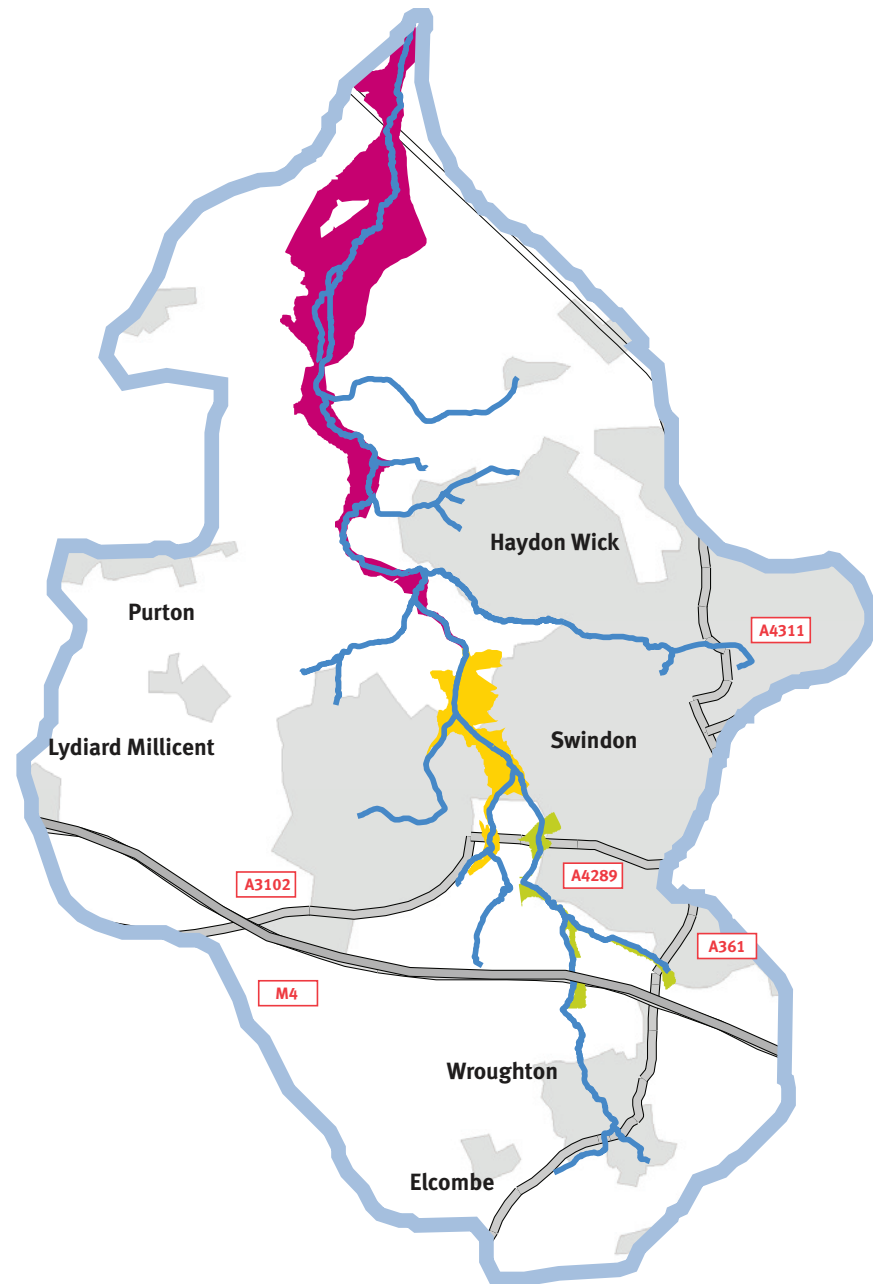 Haydon Wick
Purton
A4311
Lydiard Millicent
Swindon
A3102
A4289
A361
M4
Wroughton
Elcombe